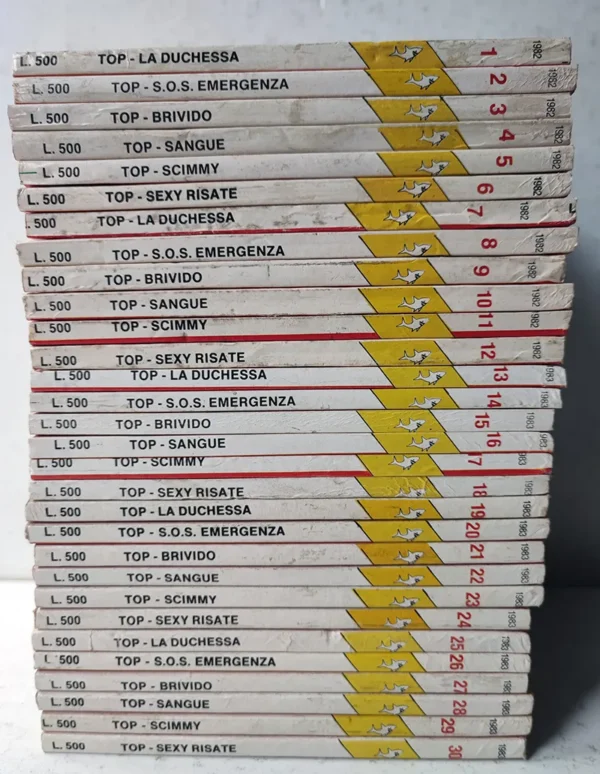 L. 500 TOP - LA DUCHESSA 1 1982
L. 500 TOP - S.O.S. EMERGENZA 2 1982
L. 500 TOP - BRIVIDO 3 1982
L. 500 TOP - SANGUE 4 1982
L. 500 TOP - SCIMMY 5 1982
L. 500 TOP - SEXY RISATE 6 1982
. 500 TOP - LA DUCHESSA 7 1982 L
L. 500 TOP - S.O.S. EMERGENZA 8 1982
L. 500 TOP - BRIVIDO 9 1982
L. 500 TOP - SANGUE 10 1982
L. 500 TOP - SCIMMY 11 982
L. 500 TOP - SEXY RISATE 12 1982
L. 500 TOP - LA DUCHESSA 13 983
L. 500 TOP - S.O.S. EMERGENZA 14 1983
L. 500 TOP - BRIVIDO 15 1983
L. 500 TOP - SANGUE 16 1983
L. 500 TOP - SCIMMY 17 1983
L. 500 TOP - SEXY RISATE 18 1983
L. 500 TOP - LA DUCHESSA 19 1983
L. 500 TOP - S.O.S. EMERGENZA 20 1983
L. 500 TOP - BRIVIDO 21 1983
L. 500 TOP - SANGUE 22 1983
L. 500 TOP - SCIMMY 23 1983
L. 500 TOP - SEXY RISATE 24 1983
L. 500 TOP - LA DUCHESSA 25 1983
L. 500 TOP - S.O.S. EMERGENZA 26 1983
L. 500 TOP - BRIVIDO 27 1983
L. 500 TOP - SANGUE 28 1983
L. 500 TOP - SCIMMY 29 1983
L. 500 TOP - SEXY RISATE 30 1983